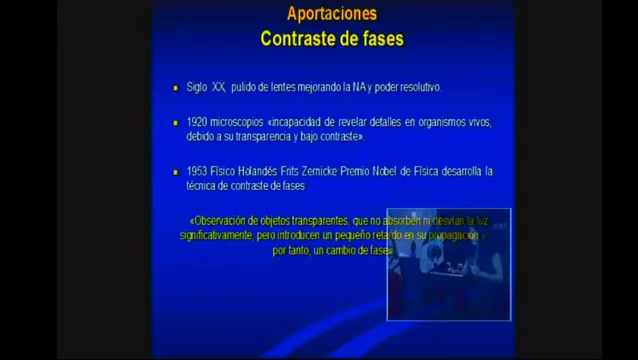 Aportaciones
Contraste de fases
Siglo XX, pulido de lentes mejorando la NA y poder resolutivo.
1920 microscopios «incapacidad de revelar detalles en organismos vivos,
debido a su transparencia y bajo contraste».
1953 Físico Holandés Frits Zernicke Premio Nobel de Física desarrolla la
técnica de contraste de fases
«Observación de objetos transparentes, que no absorben ni desvían la luz
significativamente, pero introducen un pequeño retardo en su propagación y
por tanto, un cambio de fase»